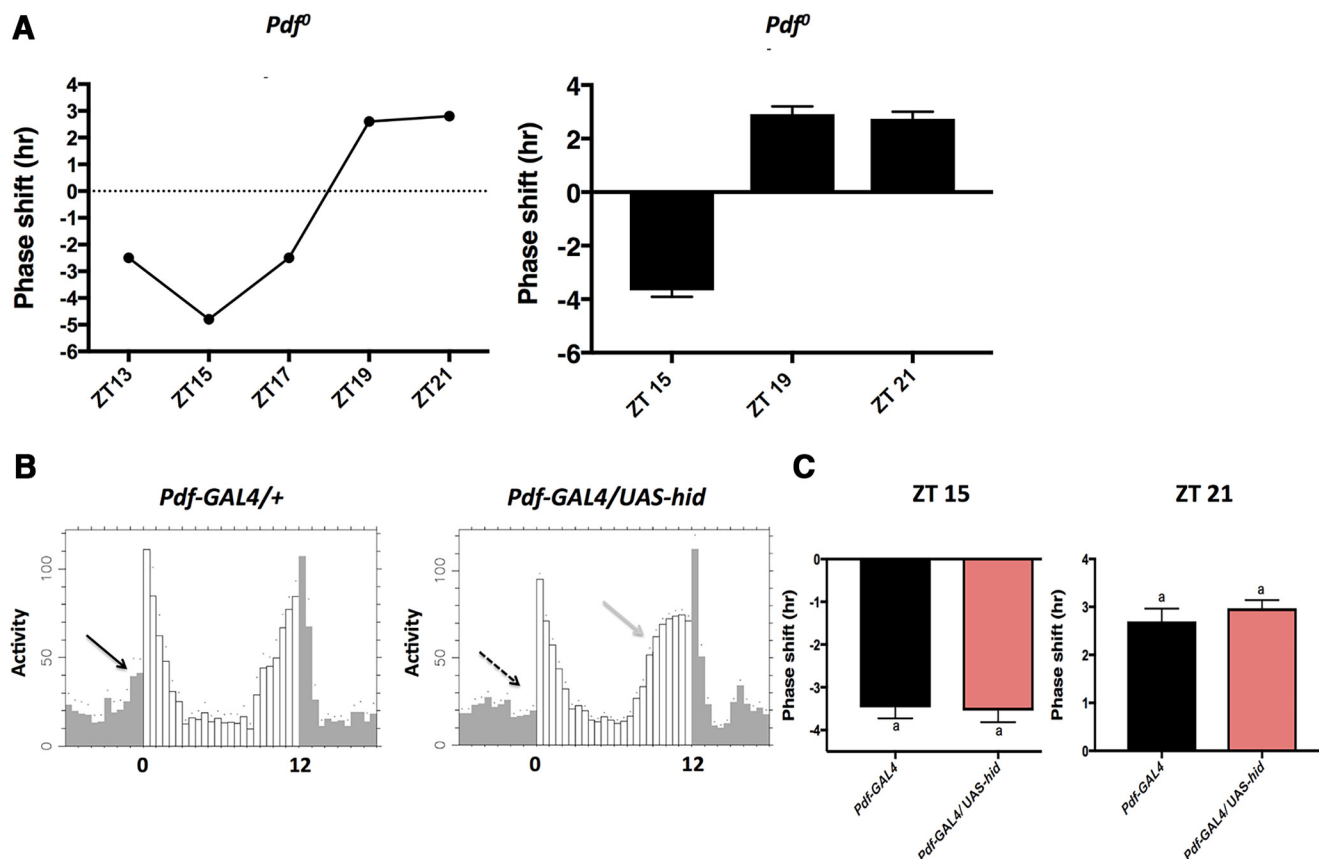 A
Pdf⁰
Phase shift (hr)
4
3
2
1
0
-1
-2
-3
-4
-5
-6
ZT13
ZT15
ZT17
ZT19
ZT21
Pdf⁰
Phase shift (hr)
4
2
0
-2
-4
-6
ZT 15
ZT 19
ZT 21
B
Pdf-GAL4/+
Activity
100
50
0
0
12
Pdf-GAL4/UAS-hid
Activity
100
50
0
0
12
C
ZT 15
Phase shift (hr)
0
-1
-2
-3
-4
a
a
Pdf-GAL4
Pdf-GAL4/ UAS-hid
ZT 21
Phase shift (hr)
4
3
2
1
0
a
a
Pdf-GAL4
Pdf-GAL4/ UAS-hid